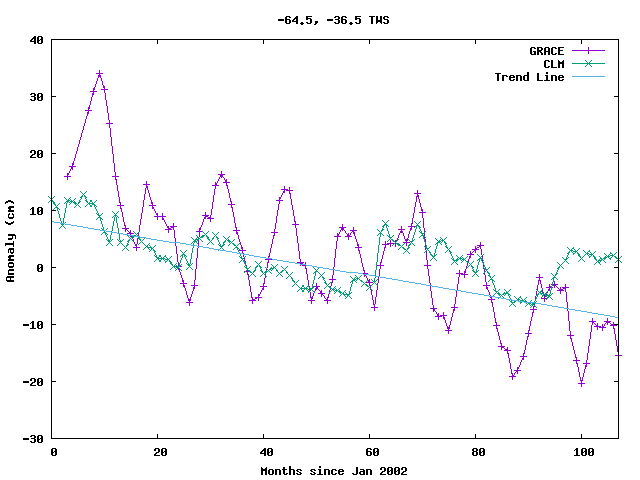 -64.5, -36.5 TWS
GRACE
CLM
Trend Line
40
30
20
10
0
-10
-20
-30
Anomaly (cm)
0 20 40 60 80 100
Months since Jan 2002